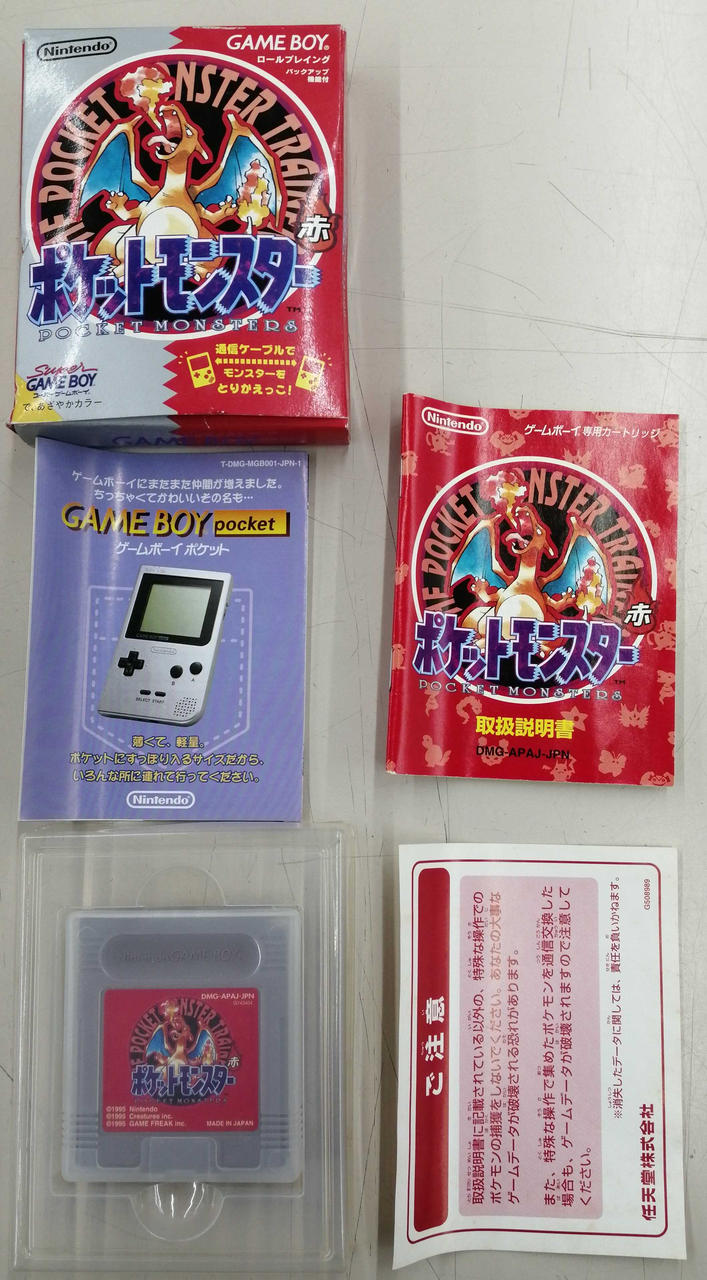 Nintendo
GAME BOY®
ロールプレイング
バックアップ
機能付
POCKET MONSTER TRAINE
赤
ポケットモンスター
TM
POCKET MONSTERS
通信ケーブルで
モンスターを
とりかえっこ!
Super
GAME BOY
スーパーゲームボーイ
で、あざやかカラー
GAME BOY
T-DMG-MGB001-JPN-1
ゲームボーイにまたまた仲間が増えました。
ちっちゃくてかわいいその名も…
GAME BOY pocket
ゲームボーイ ポケット
Nintendo
B
A
SELECT START
薄くて、軽量。
ポケットにすっぽり入るサイズだから、
いろんな所に連れて行ってください。
Nintendo
Nintendo
ゲームボーイ専用カートリッジ
POCKET MONSTER TRAINE
赤
ポケットモンスター
TM
POCKET MONSTERS
取扱説明書
DMG-APAJ-JPN
Nintendo GAME BOY
DMG-APAJ-JPN
POCKET MONSTER TRAINE
赤
ポケットモンスター
POCKET MONSTERS
©1995 Nintendo
©1995 Creatures inc.
©1995 GAME FREAK inc.
MADE IN JAPAN
ご注意
取扱説明書に記載されている以外の、特殊な操作での
ポケモンの捕獲をしないでください。あなたの大事な
ゲームデータが破壊される恐れがあります。
また、特殊な操作で集めたポケモンを通信交換した
場合も、ゲームデータが破壊されますので注意して
ください。
※消失したデータに関しては、責任を負いかねます。
任天堂株式会社
GS08989